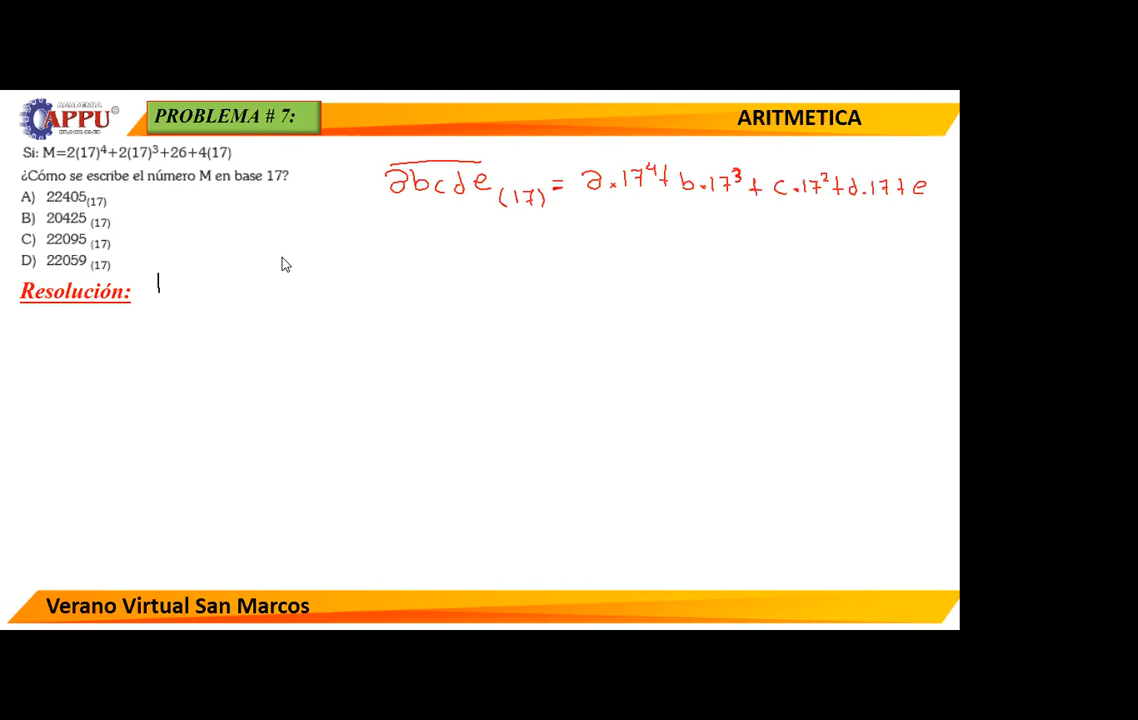 ACADEMIA
APPU
PROBLEMA # 7:
ARITMETICA
Si: M=2(17)⁴+2(17)³+26+4(17)
¿Cómo se escribe el número M en base 17?
A) 22405(17)
B) 20425 (17)
C) 22095 (17)
D) 22059 (17)
Resolución:
abcde(17) = a.17⁴+ b.17³ + c.17²+d.17+e
Verano Virtual San Marcos